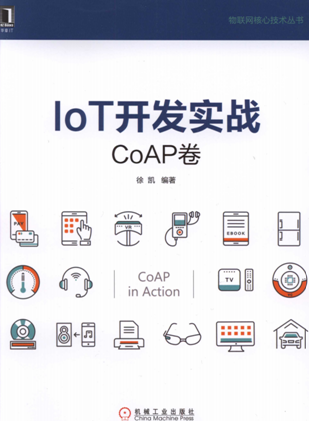 物联网核心技术丛书
IoT开发实战
CoAP卷
徐 凯 编著
PAY
VR
EBOOK
CoAP
in Action
TV
机械工业出版社
China Machine Press